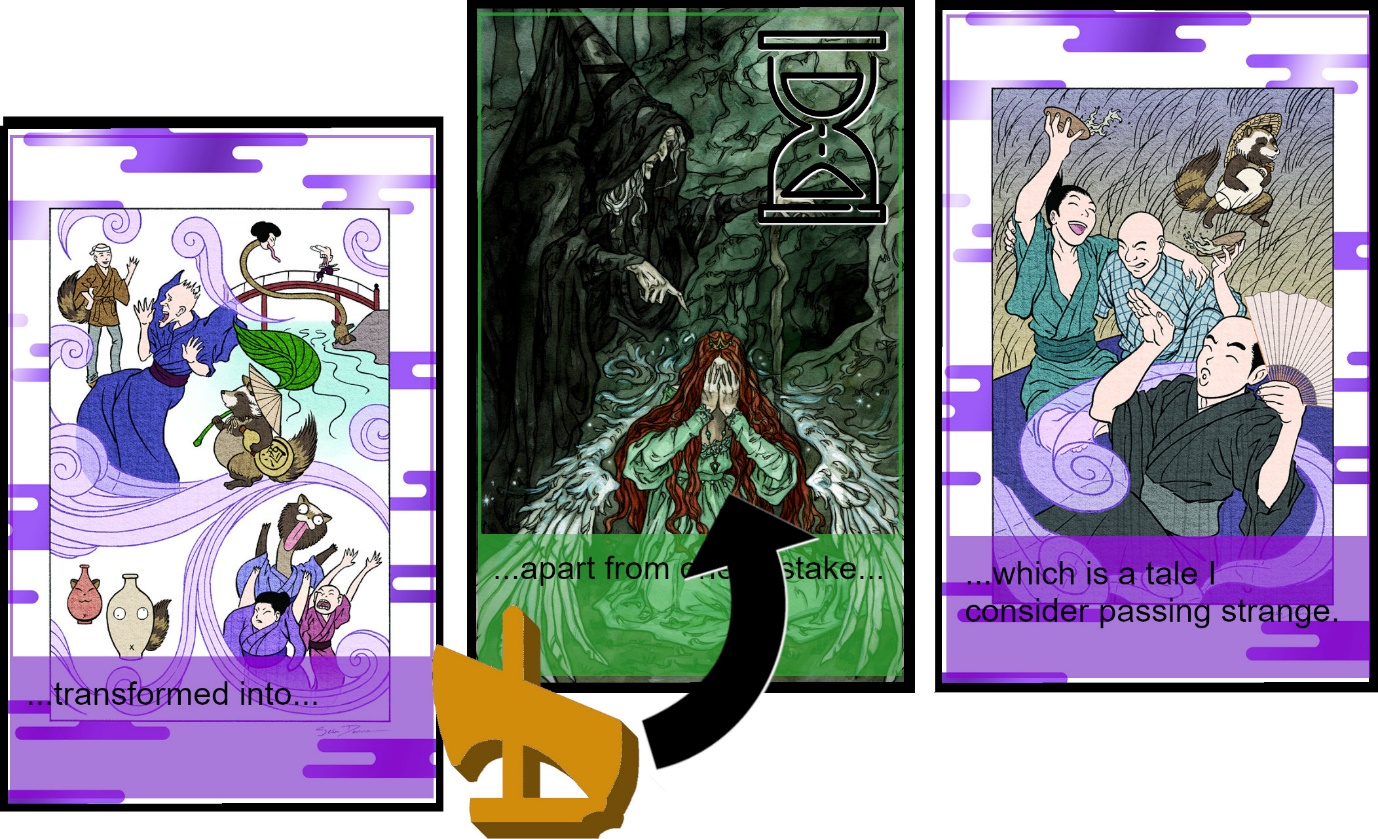 ...transformed into...
...apart from stake...
...which is a tale I
consider passing strange.